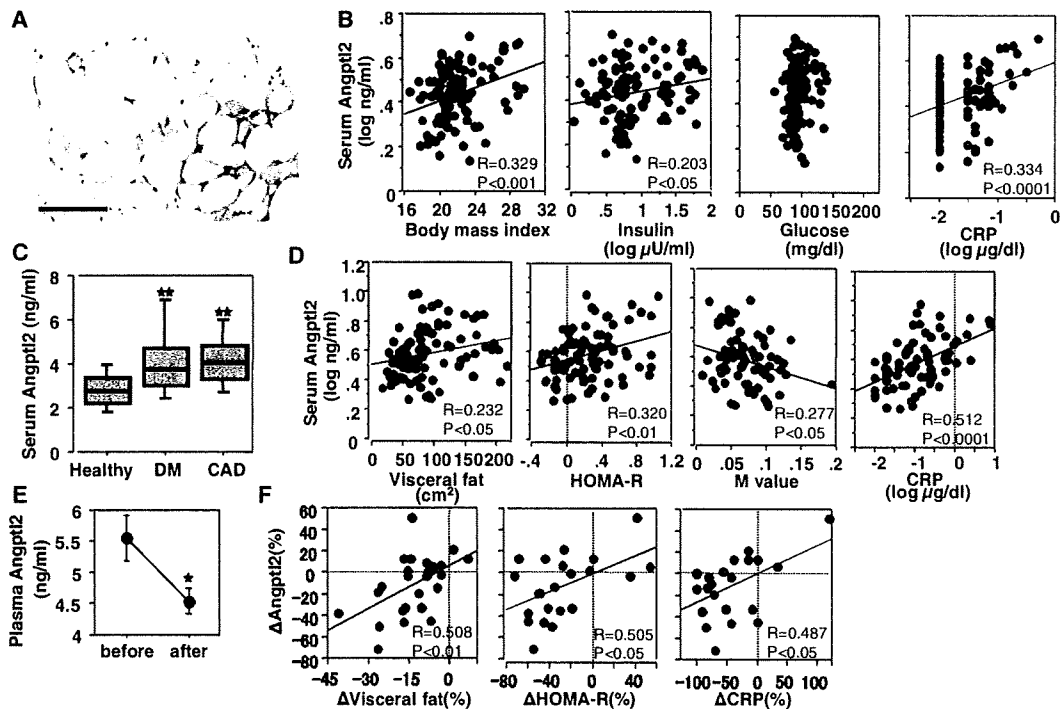 A
B
Serum Angptl2
(log ng/ml)
.8
.6
.4
.2
0
R=0.329
P<0.001
16 20 24 28 32
Body mass index
R=0.203
P<0.05
0 .5 1 1.5 2
Insulin
(log µU/ml)
0 50 100 150 200
Glucose
(mg/dl)
R=0.334
P<0.0001
-2 -1 0
CRP
(log µg/dl)
C
Serum Angptl2 (ng/ml)
8
6
4
2
0
★★
★★
Healthy DM CAD
D
Serum Angptl2
(log ng/ml)
1.2
1.0
.8
.6
.4
.2
0
R=0.232
P<0.05
0 50 100 150 200
Visceral fat
(cm²)
R=0.320
P<0.01
-.4 0 .4 .8 1.2
HOMA-R
R=0.277
P<0.05
0 .05 .1 .15 .2
M value
R=0.512
P<0.0001
-2 -1 0 1
CRP
(log µg/dl)
E
Plasma Angptl2
(ng/ml)
6
5.5
5
4.5
4
★
before after
F
ΔAngptl2(%)
60
40
20
0
-20
-40
-60
-80
R=0.508
P<0.01
-45 -30 -15 0
ΔVisceral fat(%)
R=0.505
P<0.05
-80 -40 0 40
ΔHOMA-R(%)
R=0.487
P<0.05
-100 -50 0 50 100
ΔCRP(%)